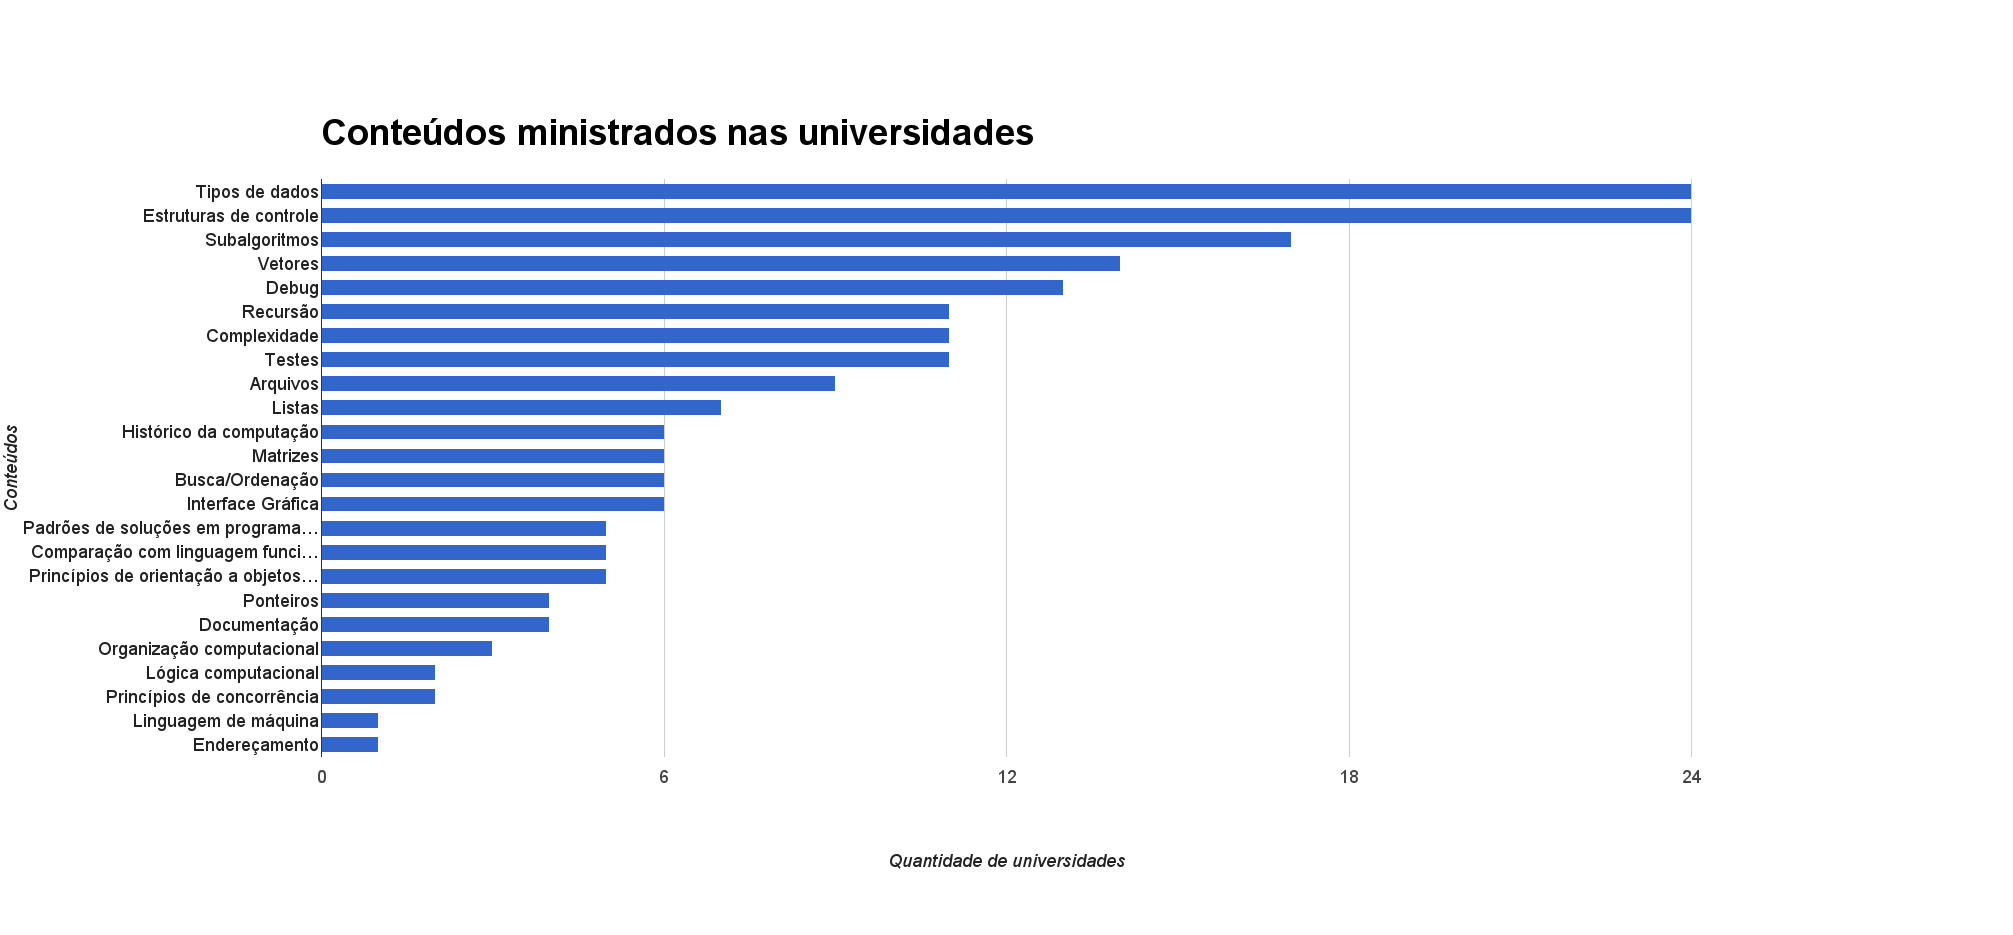 Conteúdos ministrados nas universidades
Conteúdos
Tipos de dados
Estruturas de controle
Subalgoritmos
Vetores
Debug
Recursão
Complexidade
Testes
Arquivos
Listas
Histórico da computação
Matrizes
Busca/Ordenação
Interface Gráfica
Padrões de soluções em programa…
Comparação com linguagem funci…
Princípios de orientação a objetos…
Ponteiros
Documentação
Organização computacional
Lógica computacional
Princípios de concorrência
Linguagem de máquina
Endereçamento
0 6 12 18 24
Quantidade de universidades